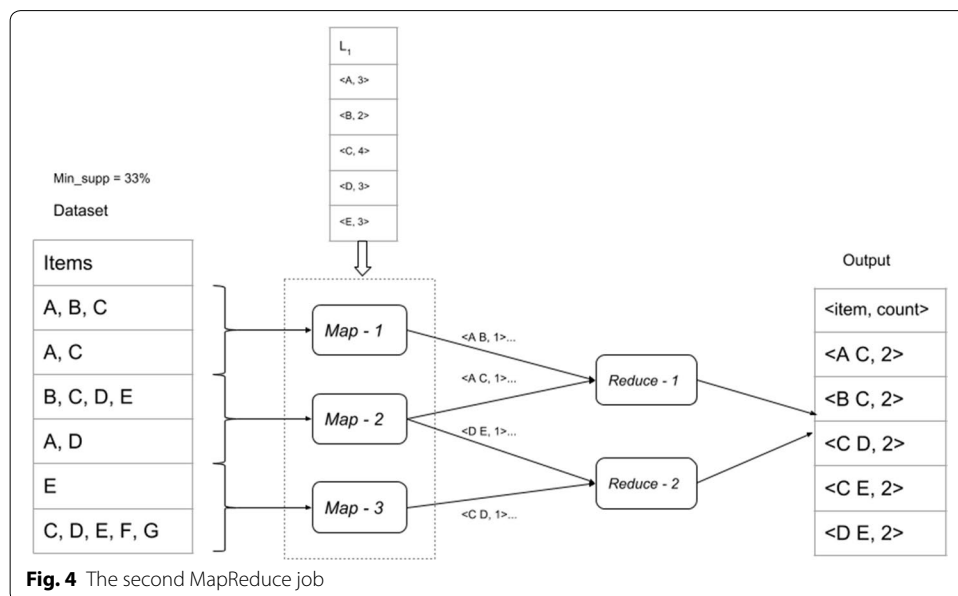 L1
<A, 3>
<B, 2>
<C, 4>
<D, 3>
<E, 3>
Min_supp = 33%
Dataset
Items
A, B, C
A, C
B, C, D, E
A, D
E
C, D, E, F, G
Map - 1
Map - 2
Map - 3
<A B, 1>...
<A C, 1>...
<D E, 1>...
<C D, 1>...
Reduce - 1
Reduce - 2
Output
<item, count>
<A C, 2>
<B C, 2>
<C D, 2>
<C E, 2>
<D E, 2>
Fig. 4 The second MapReduce job